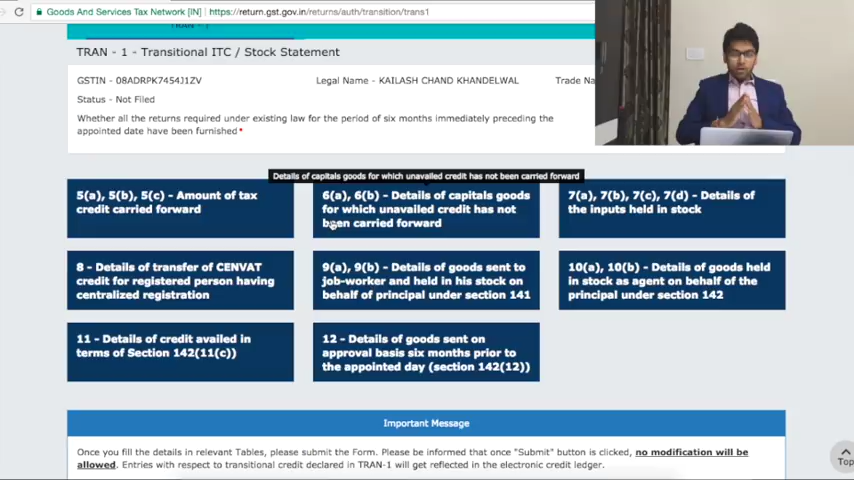 Goods And Services Tax Network [IN] https://return.gst.gov.in/returns/auth/transition/trans1
TRAN - 1 - Transitional ITC / Stock Statement
GSTIN - 08ADRPK7454J1ZV Legal Name - KAILASH CHAND KHANDELWAL Trade Na
Status - Not Filed
Whether all the returns required under existing law for the period of six months immediately preceding the
appointed date have been furnished*
Details of capitals goods for which unavailed credit has not been carried forward
5(a), 5(b), 5(c) - Amount of tax
credit carried forward
6(a), 6(b) - Details of capitals goods
for which unavailed credit has not
been carried forward
7(a), 7(b), 7(c), 7(d) - Details of
the inputs held in stock
8 - Details of transfer of CENVAT
credit for registered person having
centralized registration
9(a), 9(b) - Details of goods sent to
job-worker and held in his stock on
behalf of principal under section 141
10(a), 10(b) - Details of goods held
in stock as agent on behalf of the
principal under section 142
11 - Details of credit availed in
terms of Section 142(11(c))
12 - Details of goods sent on
approval basis six months prior to
the appointed day (section 142(12))
Important Message
Once you fill the details in relevant Tables, please submit the Form. Please be informed that once "Submit" button is clicked, no modification will be
allowed. Entries with respect to transitional credit declared in TRAN-1 will get reflected in the electronic credit ledger.
Top